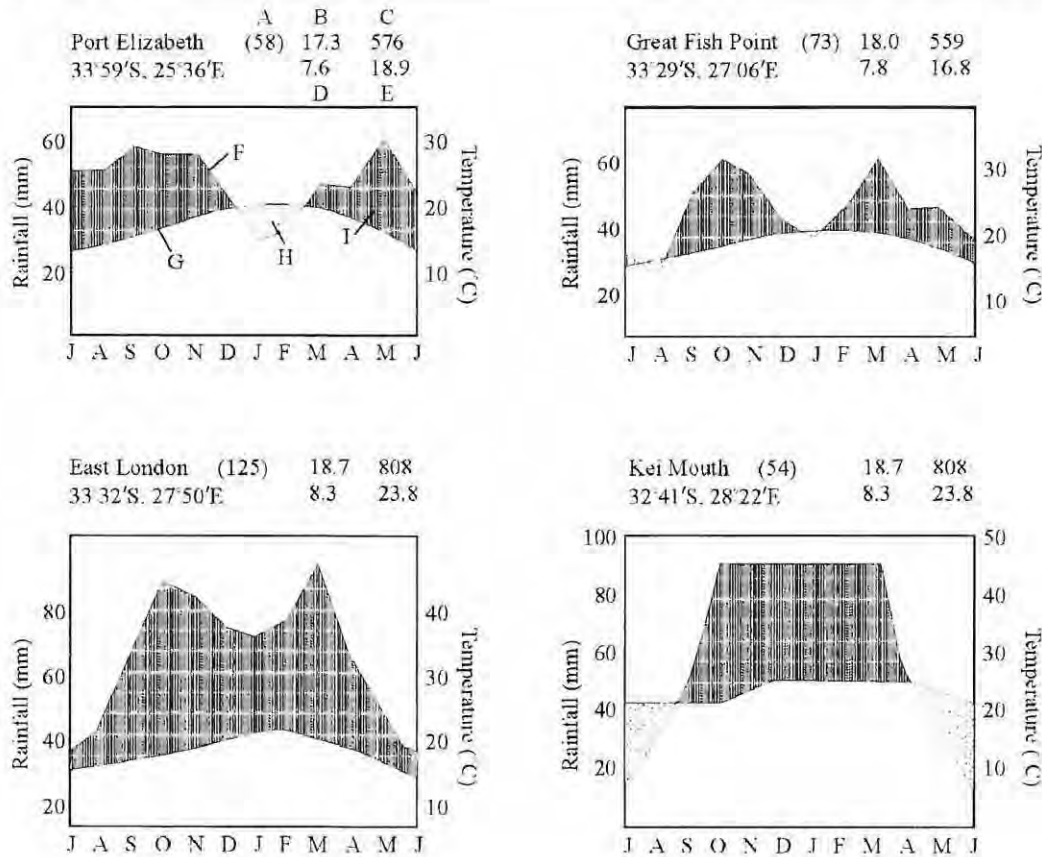 A B C
Port Elizabeth (58) 17.3 576
33°59'S, 25°36'E 7.6 18.9
D E
Rainfall (mm)
60
40
20
F
G
H
I
30
20
10
Temperature (°C)
J A S O N D J F M A M J
Great Fish Point (73) 18.0 559
33°29'S, 27°06'E 7.8 16.8
Rainfall (mm)
60
40
20
30
20
10
Temperature (°C)
J A S O N D J F M A M J
East London (125) 18.7 808
33°32'S, 27°50'E 8.3 23.8
Rainfall (mm)
80
60
40
20
40
30
20
10
Temperature (°C)
J A S O N D J F M A M J
Kei Mouth (54) 18.7 808
32°41'S, 28°22'E 8.3 23.8
Rainfall (mm)
100
80
60
40
20
50
40
30
20
10
Temperature (°C)
J A S O N D J F M A M J